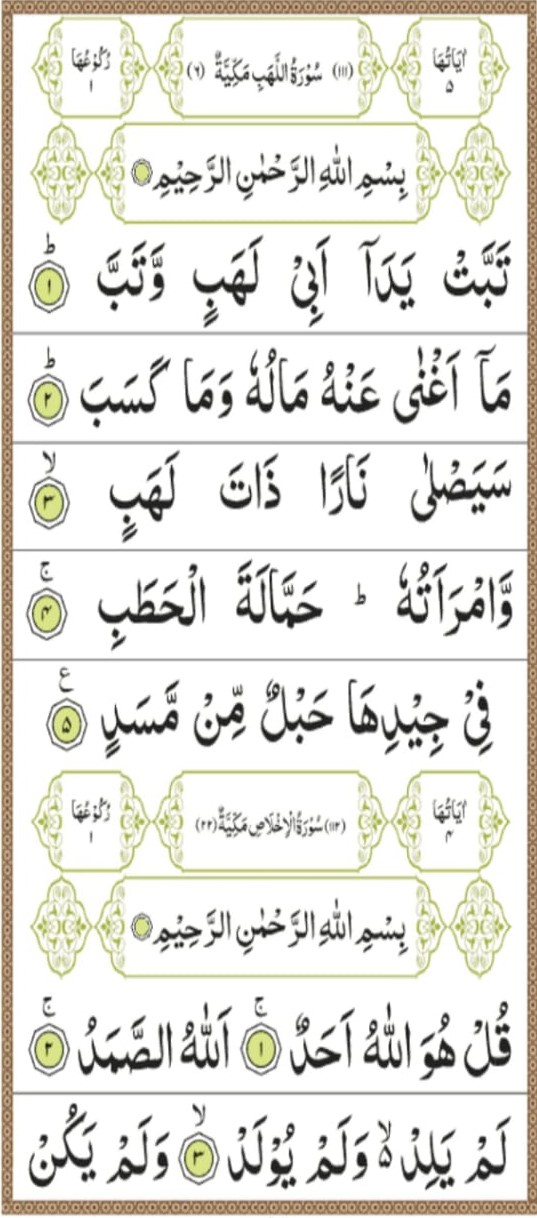 اٰيَاتُهَا ٥ (١١١) سُوْرَةُ اللَّهَبِ مَكِّيَّةٌ (٦) رُكُوْعُهَا ١
بِسْمِ اللّٰهِ الرَّحْمٰنِ الرَّحِيْمِ
تَبَّتْ يَدَآ اَبِيْ لَهَبٍ وَّتَبَّ ؕ ١
مَآ اَغْنٰى عَنْهُ مَالُهٗ وَمَا كَسَبَ ؕ ٢
سَيَصْلٰى نَارًا ذَاتَ لَهَبٍ ۙ ٣
وَّامْرَاَتُهٗ ؕ حَمَّالَةَ الْحَطَبِ ۚ ٤
فِيْ جِيْدِهَا حَبْلٌ مِّنْ مَّسَدٍ ع ٥
اٰيَاتُهَا ٤ (١١٢) سُوْرَةُ الْاِخْلَاصِ مَكِّيَّةٌ (٢٢) رُكُوْعُهَا ١
بِسْمِ اللّٰهِ الرَّحْمٰنِ الرَّحِيْمِ
قُلْ هُوَ اللّٰهُ اَحَدٌ ۚ ١ اَللّٰهُ الصَّمَدُ ۚ ٢
لَمْ يَلِدْ ۙ٥ وَلَمْ يُوْلَدْ ۙ ٣ وَلَمْ يَكُنْ